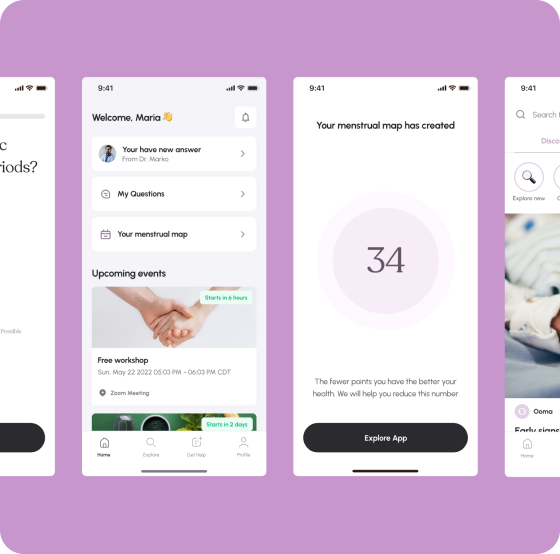 c
riods?
Possible
9:41
Welcome, Maria 👋
Your have new answer
From Dr. Marko
My Questions
Your menstrual map
Upcoming events
Starts in 6 hours
Free workshop
Sun, May 22 2022 05:03 PM - 06:03 PM CDT
Zoom Meeting
Starts in 2 days
Home
Explore
Get Help
Profile
9:41
Your menstrual map has created
34
The fewer points you have the better your
health. We will help you reduce this number
Explore App
9:41
Search
Disco
Explore new
Ooma
Early signs
Home